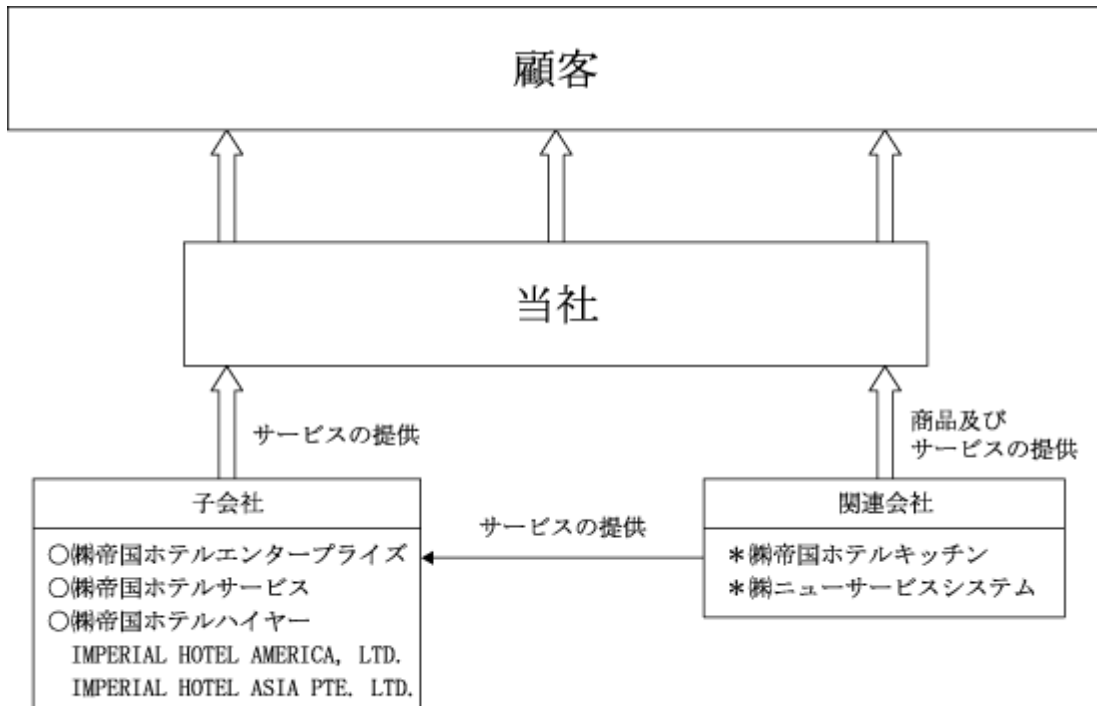 顧客
当社
サービスの提供
商品及び
サービスの提供
子会社
○㈱帝国ホテルエンタープライズ
○㈱帝国ホテルサービス
○㈱帝国ホテルハイヤー
IMPERIAL HOTEL AMERICA, LTD.
IMPERIAL HOTEL ASIA PTE. LTD.
サービスの提供
関連会社
＊㈱帝国ホテルキッチン
＊㈱ニューサービスシステム